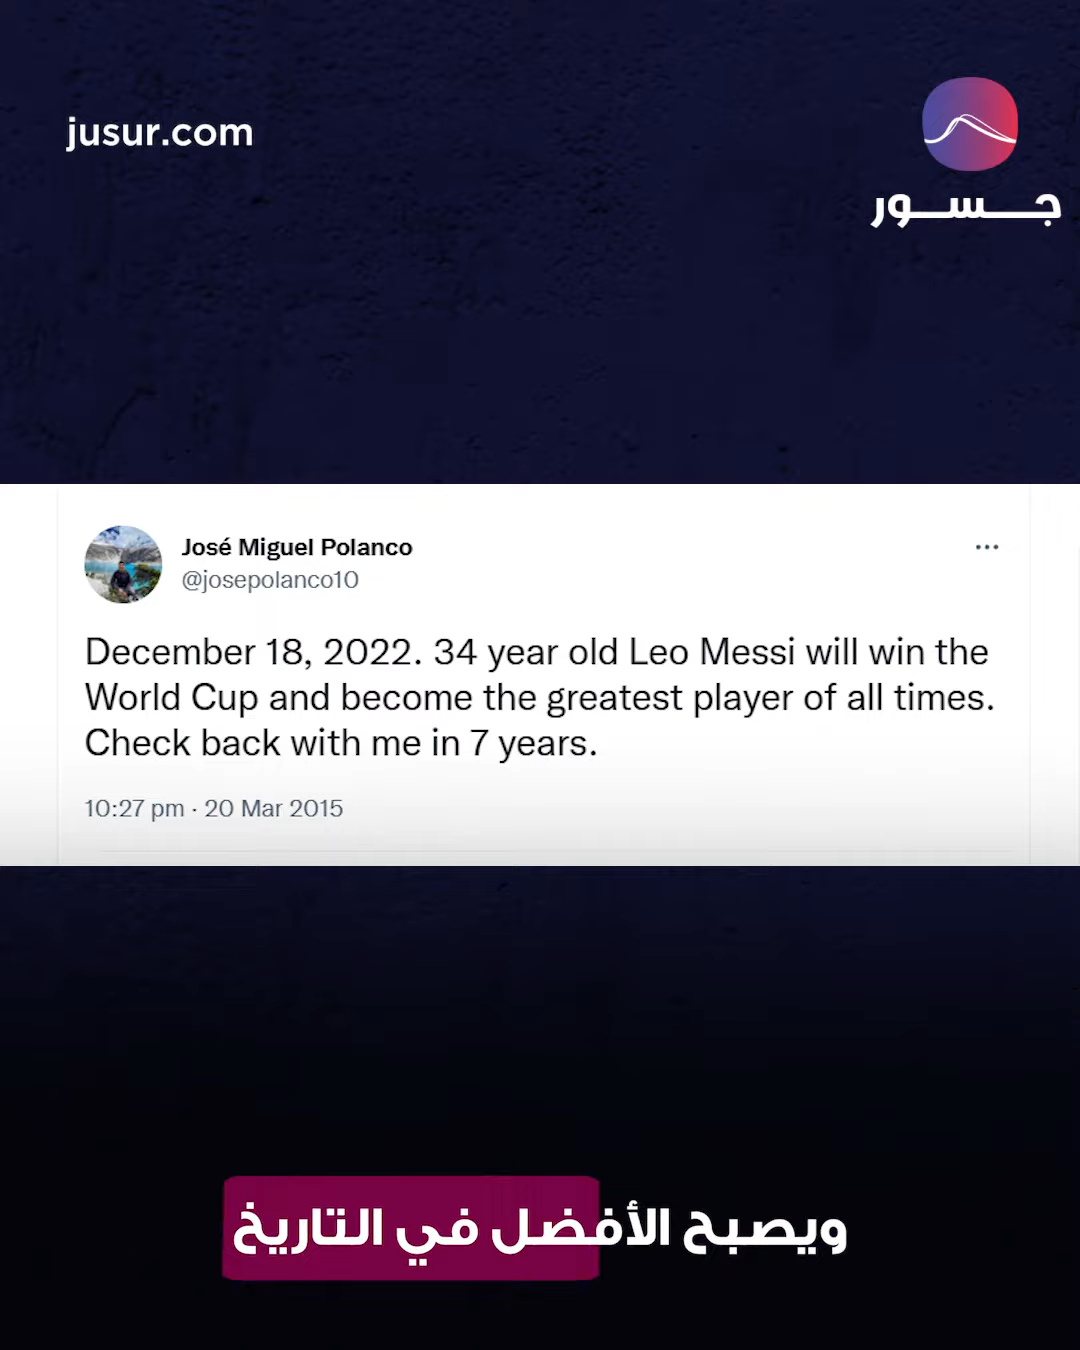 jusur.com
جسور
José Miguel Polanco
@josepolanco10
December 18, 2022. 34 year old Leo Messi will win the
World Cup and become the greatest player of all times.
Check back with me in 7 years.
10:27 pm · 20 Mar 2015
ويصبح الأفضل في التاريخ